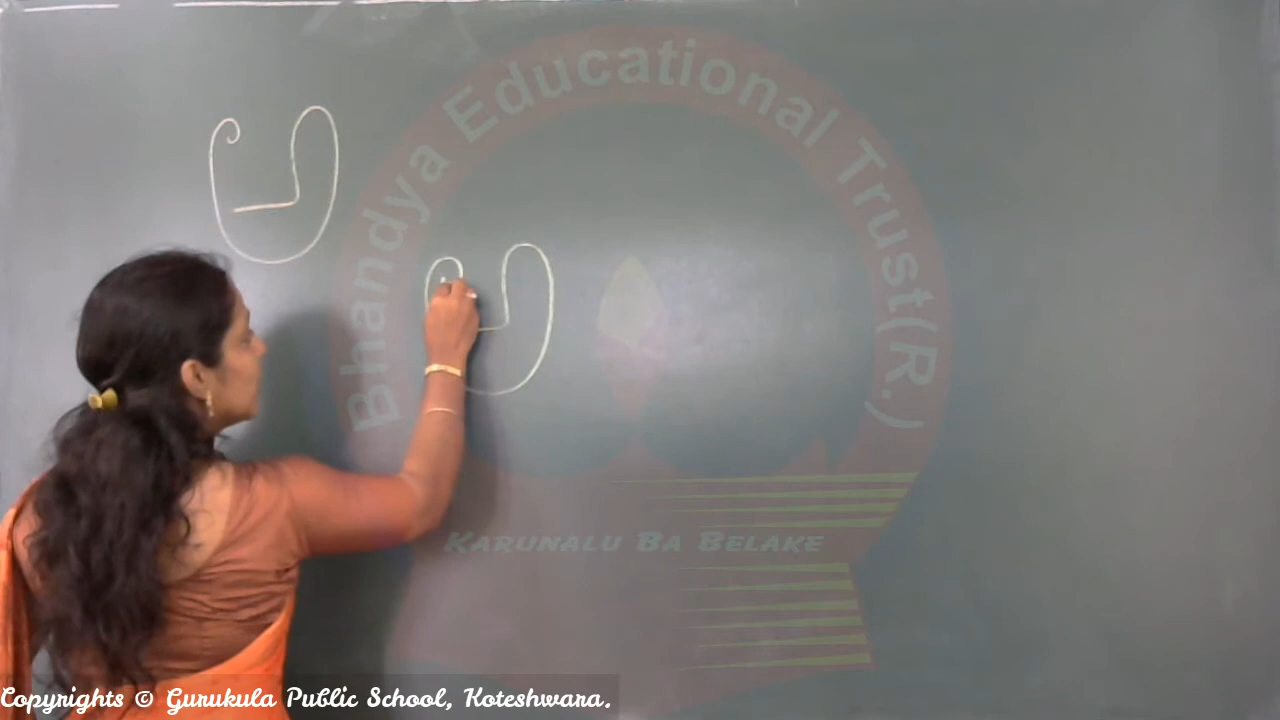 Bhandya Educational Trust(R.)
ಅ
ಅ
Karunalu Ba Belake
Copyrights © Gurukula Public School, Koteshwara.